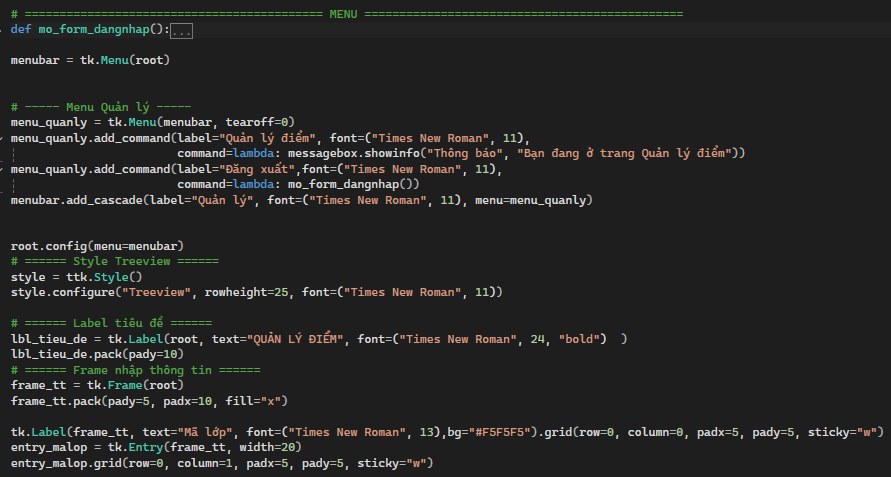 # =========================================== MENU ==============================================
def mo_form_dangnhap():...
menubar = tk.Menu(root)
# ----- Menu Quản lý -----
menu_quanly = tk.Menu(menubar, tearoff=0)
menu_quanly.add_command(label="Quản lý điểm", font=("Times New Roman", 11),
                        command=lambda: messagebox.showinfo("Thông báo", "Bạn đang ở trang Quản lý điểm"))
menu_quanly.add_command(label="Đăng xuất",font=("Times New Roman", 11),
                        command=lambda: mo_form_dangnhap())
menubar.add_cascade(label="Quản lý", font=("Times New Roman", 11), menu=menu_quanly)
root.config(menu=menubar)
# ====== Style Treeview ======
style = ttk.Style()
style.configure("Treeview", rowheight=25, font=("Times New Roman", 11))
# ====== Label tiêu đề ======
lbl_tieu_de = tk.Label(root, text="QUẢN LÝ ĐIỂM", font=("Times New Roman", 24, "bold")  )
lbl_tieu_de.pack(pady=10)
# ====== Frame nhập thông tin ======
frame_tt = tk.Frame(root)
frame_tt.pack(pady=5, padx=10, fill="x")
tk.Label(frame_tt, text="Mã lớp", font=("Times New Roman", 13),bg="#F5F5F5").grid(row=0, column=0, padx=5, pady=5, sticky="w")
entry_malop = tk.Entry(frame_tt, width=20)
entry_malop.grid(row=0, column=1, padx=5, pady=5, sticky="w")